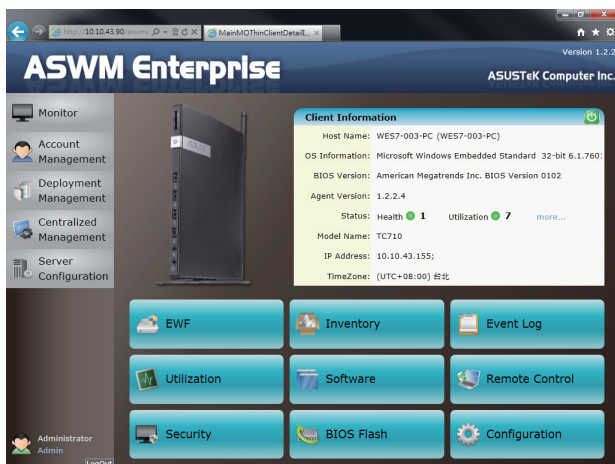 http://10.10.43.90/aswm
MainMOThinClientDetailI...
Version 1.2.2
ASWM Enterprise
ASUSTeK Computer Inc.
Monitor
Account
Management
Deployment
Management
Centralized
Management
Server
Configuration
ASUS
Client Information
Host Name: WES7-003-PC (WES7-003-PC)
OS Information: Microsoft Windows Embedded Standard 32-bit 6.1.760
BIOS Version: American Megatrends Inc. BIOS Version 0102
Agent Version: 1.2.2.4
Status: Health 1 Utilization 7 more...
Model Name: TC710
IP Address: 10.10.43.155;
TimeZone: (UTC+08:00) 台北
EWF
Inventory
Event Log
Utilization
Software
Remote Control
Security
BIOS Flash
Configuration
Administrator
Admin
LogOut